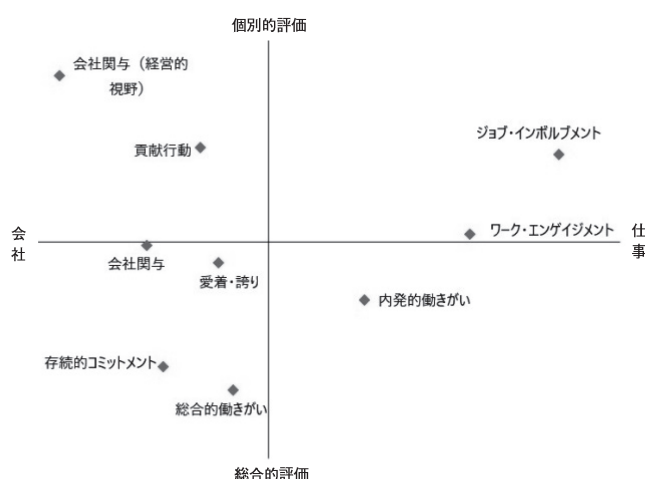 個別的評価
会社関与（経営的
視野）
ジョブ・インボルブメント
貢献行動
会
社
ワーク・エンゲイジメント
仕
事
会社関与
愛着・誇り
内発的働きがい
存続的コミットメント
総合的働きがい
総合的評価